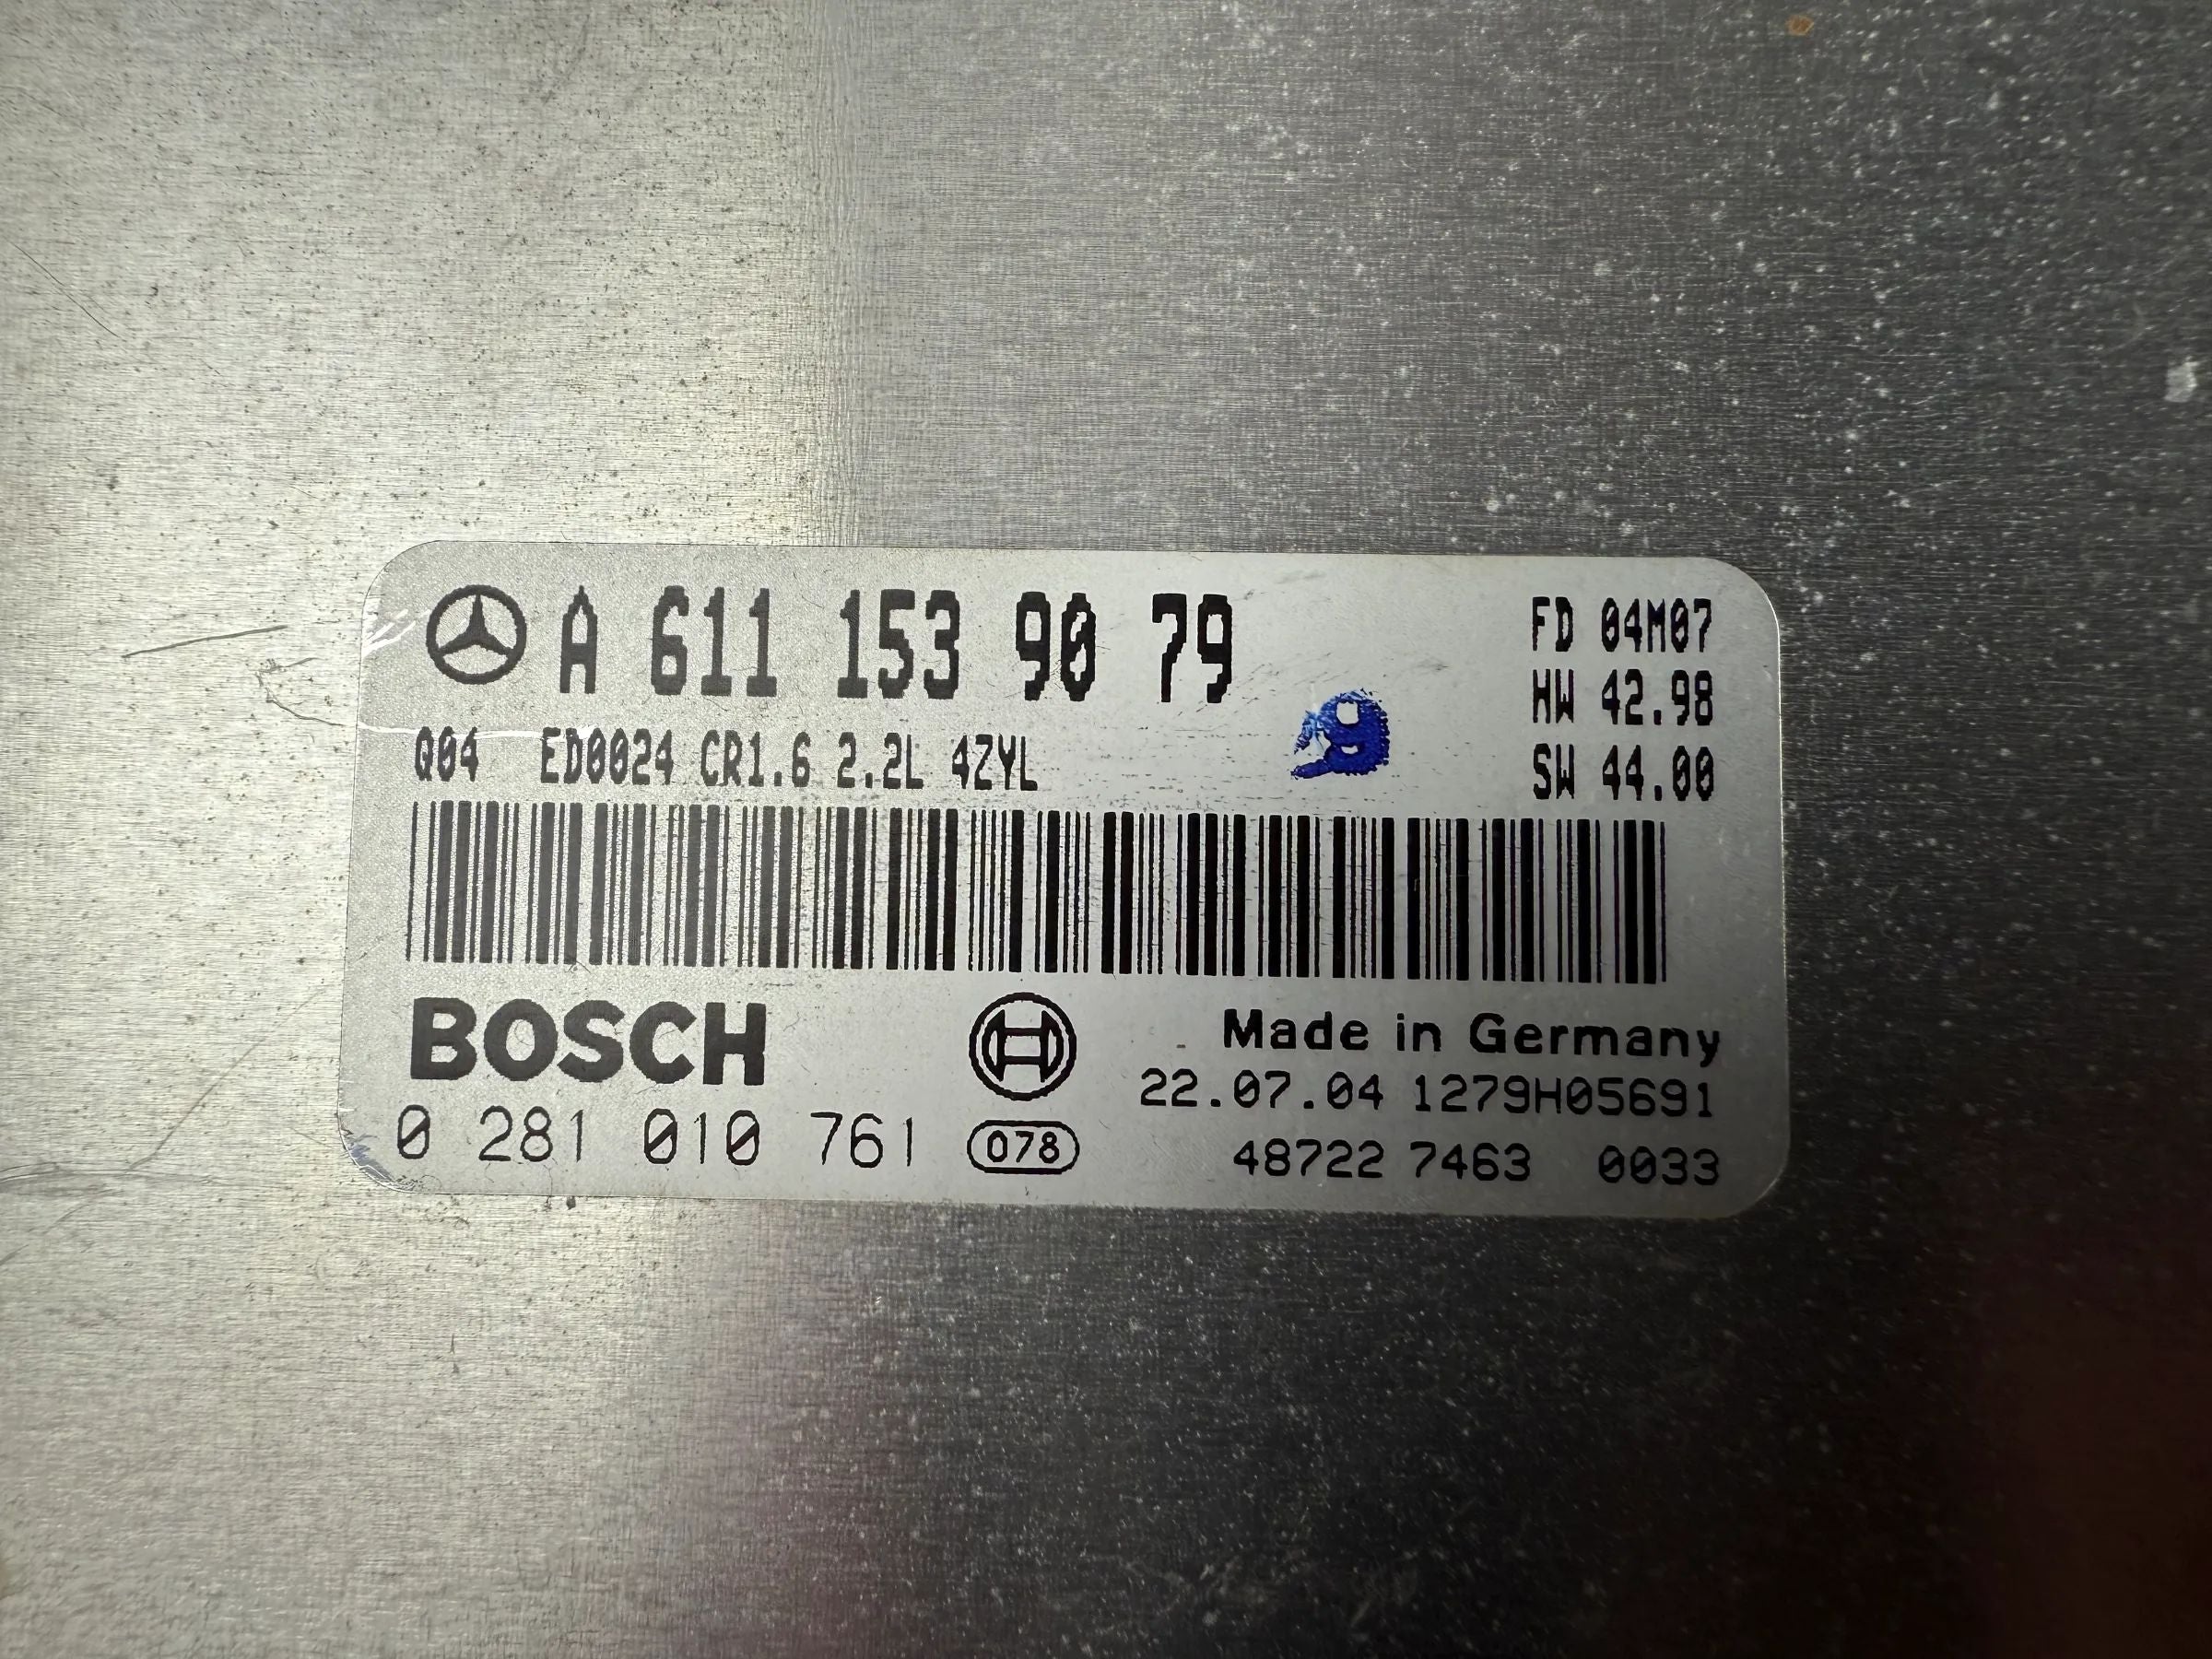 A 611 153 90 79
FD 04M07
HW 42.98
SW 44.00
9
Q04 ED0024 CR1.6 2.2L 4ZYL
BOSCH
Made in Germany
22.07.04 1279H05691
0 281 010 761 078
48722 7463 0033